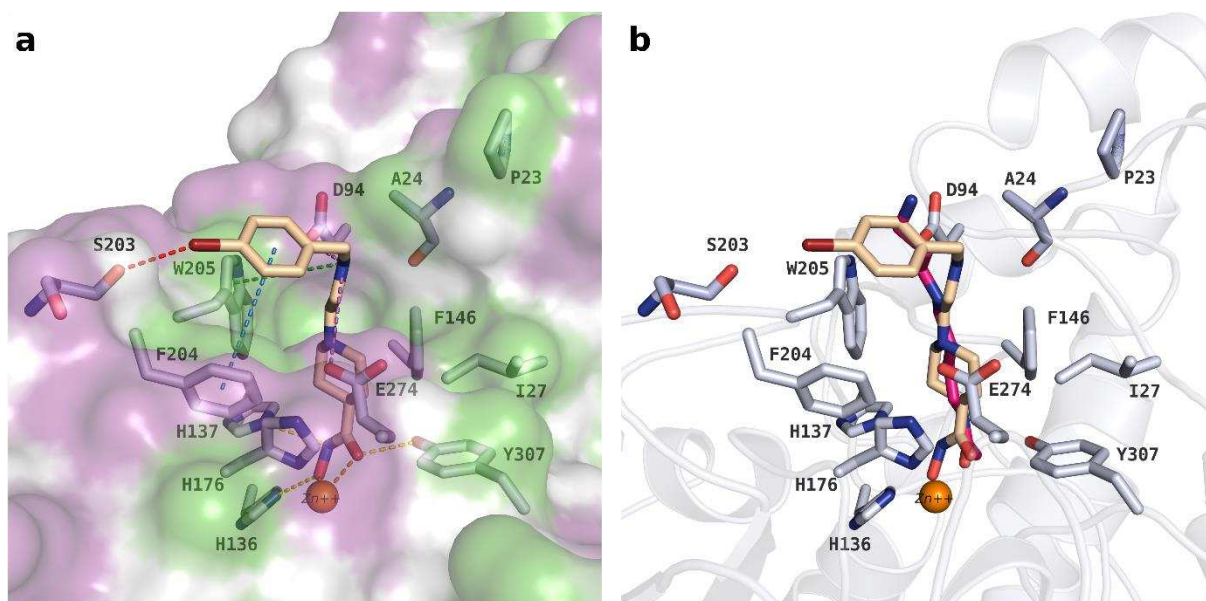 a
P23
D94
A24
S203
W205
F146
F204
E274
I27
H137
H176
Y307
Zn++
H136
b
P23
D94
A24
S203
W205
F146
F204
E274
I27
H137
H176
Y307
Zn++
H136